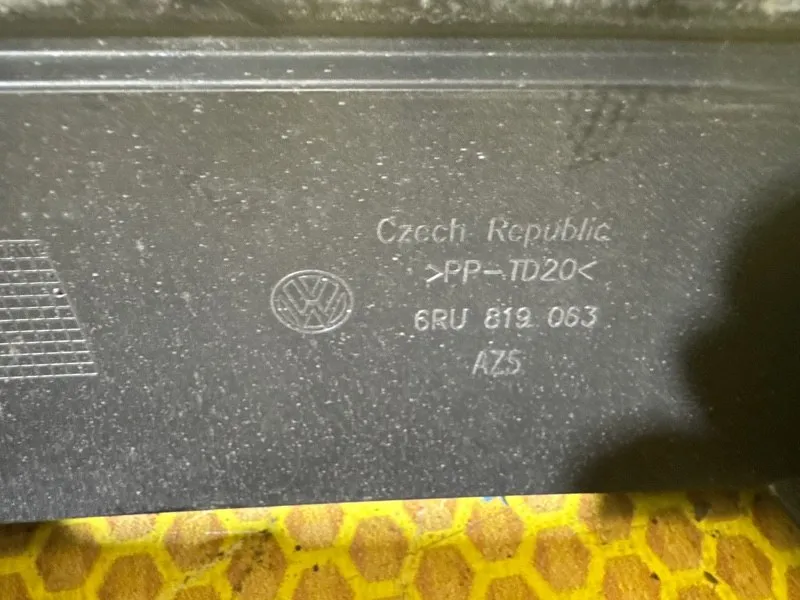 Czech Republic
>PP-TD20<
6RU 819 063
AZ5